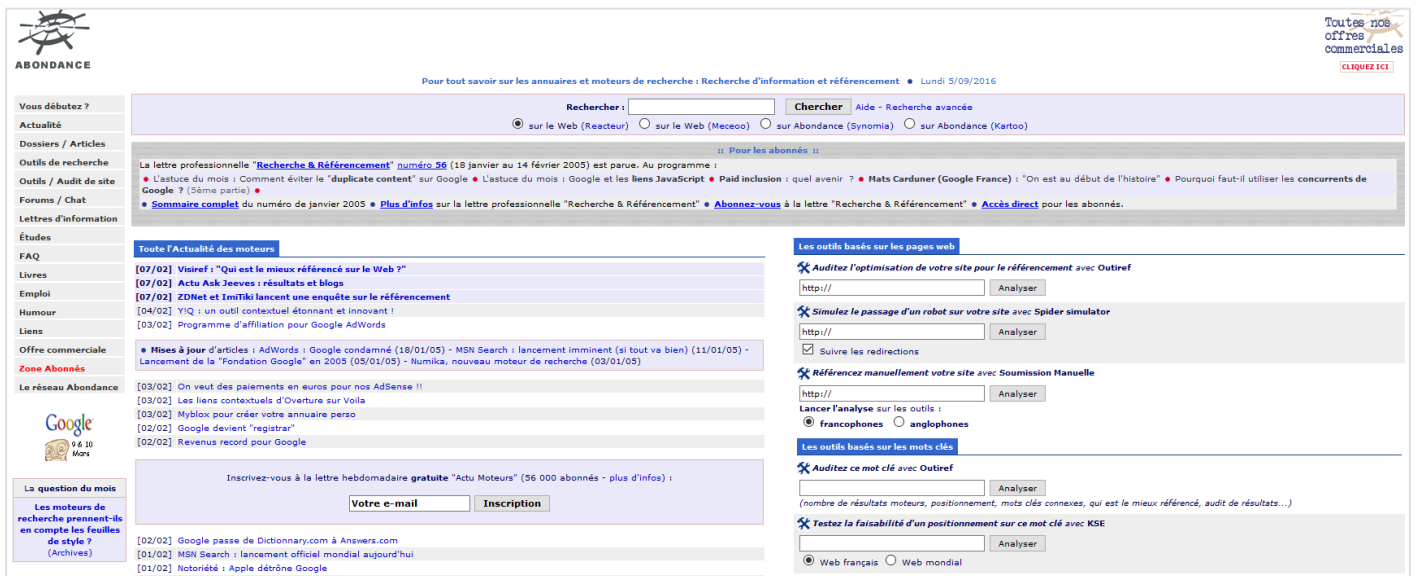 ABONDANCE
Toutes nos
offres
commerciales
CLIQUEZ ICI
Pour tout savoir sur les annuaires et moteurs de recherche : Recherche d'information et référencement ● Lundi 5/09/2016
Vous débutez ?
Actualité
Dossiers / Articles
Outils de recherche
Outils / Audit de site
Forums / Chat
Lettres d'information
Études
FAQ
Livres
Emploi
Humour
Liens
Offre commerciale
Zone Abonnés
Le réseau Abondance
Google
9 & 10
Mars
La question du mois
Les moteurs de
recherche prennent-ils
en compte les feuilles
de style ?
(Archives)
Rechercher : Chercher Aide - Recherche avancée
sur le Web (Reacteur) sur le Web (Meceoo) sur Abondance (Synomia) sur Abondance (Kartoo)
:: Pour les abonnés ::
La lettre professionnelle "Recherche & Référencement" numéro 56 (18 janvier au 14 février 2005) est parue. Au programme :
● L'astuce du mois : Comment éviter le "duplicate content" sur Google ● L'astuce du mois : Google et les liens JavaScript ● Paid inclusion : quel avenir ? ● Mats Carduner (Google France) : "On est au début de l'histoire" ● Pourquoi faut-il utiliser les concurrents de
Google ? (5ème partie) ●
● Sommaire complet du numéro de janvier 2005 ● Plus d'infos sur la lettre professionnelle "Recherche & Référencement" ● Abonnez-vous à la lettre "Recherche & Référencement" ● Accès direct pour les abonnés.
Toute l'Actualité des moteurs
[07/02] Visiref : "Qui est le mieux référencé sur le Web ?"
[07/02] Actu Ask Jeeves : résultats et blogs
[07/02] ZDNet et ImiTiki lancent une enquête sur le référencement
[04/02] Y!Q : un outil contextuel étonnant et innovant !
[03/02] Programme d'affiliation pour Google AdWords
● Mises à jour d'articles : AdWords : Google condamné (18/01/05) - MSN Search : lancement imminent (si tout va bien) (11/01/05) -
Lancement de la "Fondation Google" en 2005 (05/01/05) - Numika, nouveau moteur de recherche (03/01/05)
[03/02] On veut des paiements en euros pour nos AdSense !!
[03/02] Les liens contextuels d'Overture sur Voila
[03/02] Myblox pour créer votre annuaire perso
[02/02] Google devient "registrar"
[02/02] Revenus record pour Google
Inscrivez-vous à la lettre hebdomadaire gratuite "Actu Moteurs" (56 000 abonnés - plus d'infos) :
Votre e-mail Inscription
[02/02] Google passe de Dictionnary.com à Answers.com
[01/02] MSN Search : lancement officiel mondial aujourd'hui
[01/02] Notoriété : Apple détrône Google
Les outils basés sur les pages web
Auditez l'optimisation de votre site pour le référencement avec Outiref
http:// Analyser
Simulez le passage d'un robot sur votre site avec Spider simulator
http:// Analyser
Suivre les redirections
Référencez manuellement votre site avec Soumission Manuelle
http:// Analyser
Lancer l'analyse sur les outils :
francophones anglophones
Les outils basés sur les mots clés
Auditez ce mot clé avec Outiref
Analyser
(nombre de résultats moteurs, positionnement, mots clés connexes, qui est le mieux référencé, audit de résultats...)
Testez la faisabilité d'un positionnement sur ce mot clé avec KSE
Analyser
Web français Web mondial